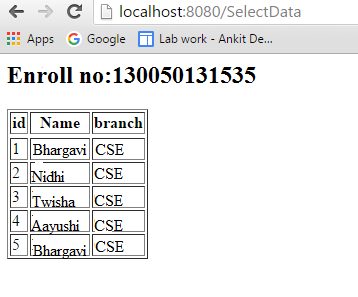 localhost:8080/SelectData
Apps Google Lab work - Ankit De...
Enroll no:130050131535
id Name branch
1 Bhargavi CSE
2 Nidhi CSE
3 Twisha CSE
4 Aayushi CSE
5 Bhargavi CSE